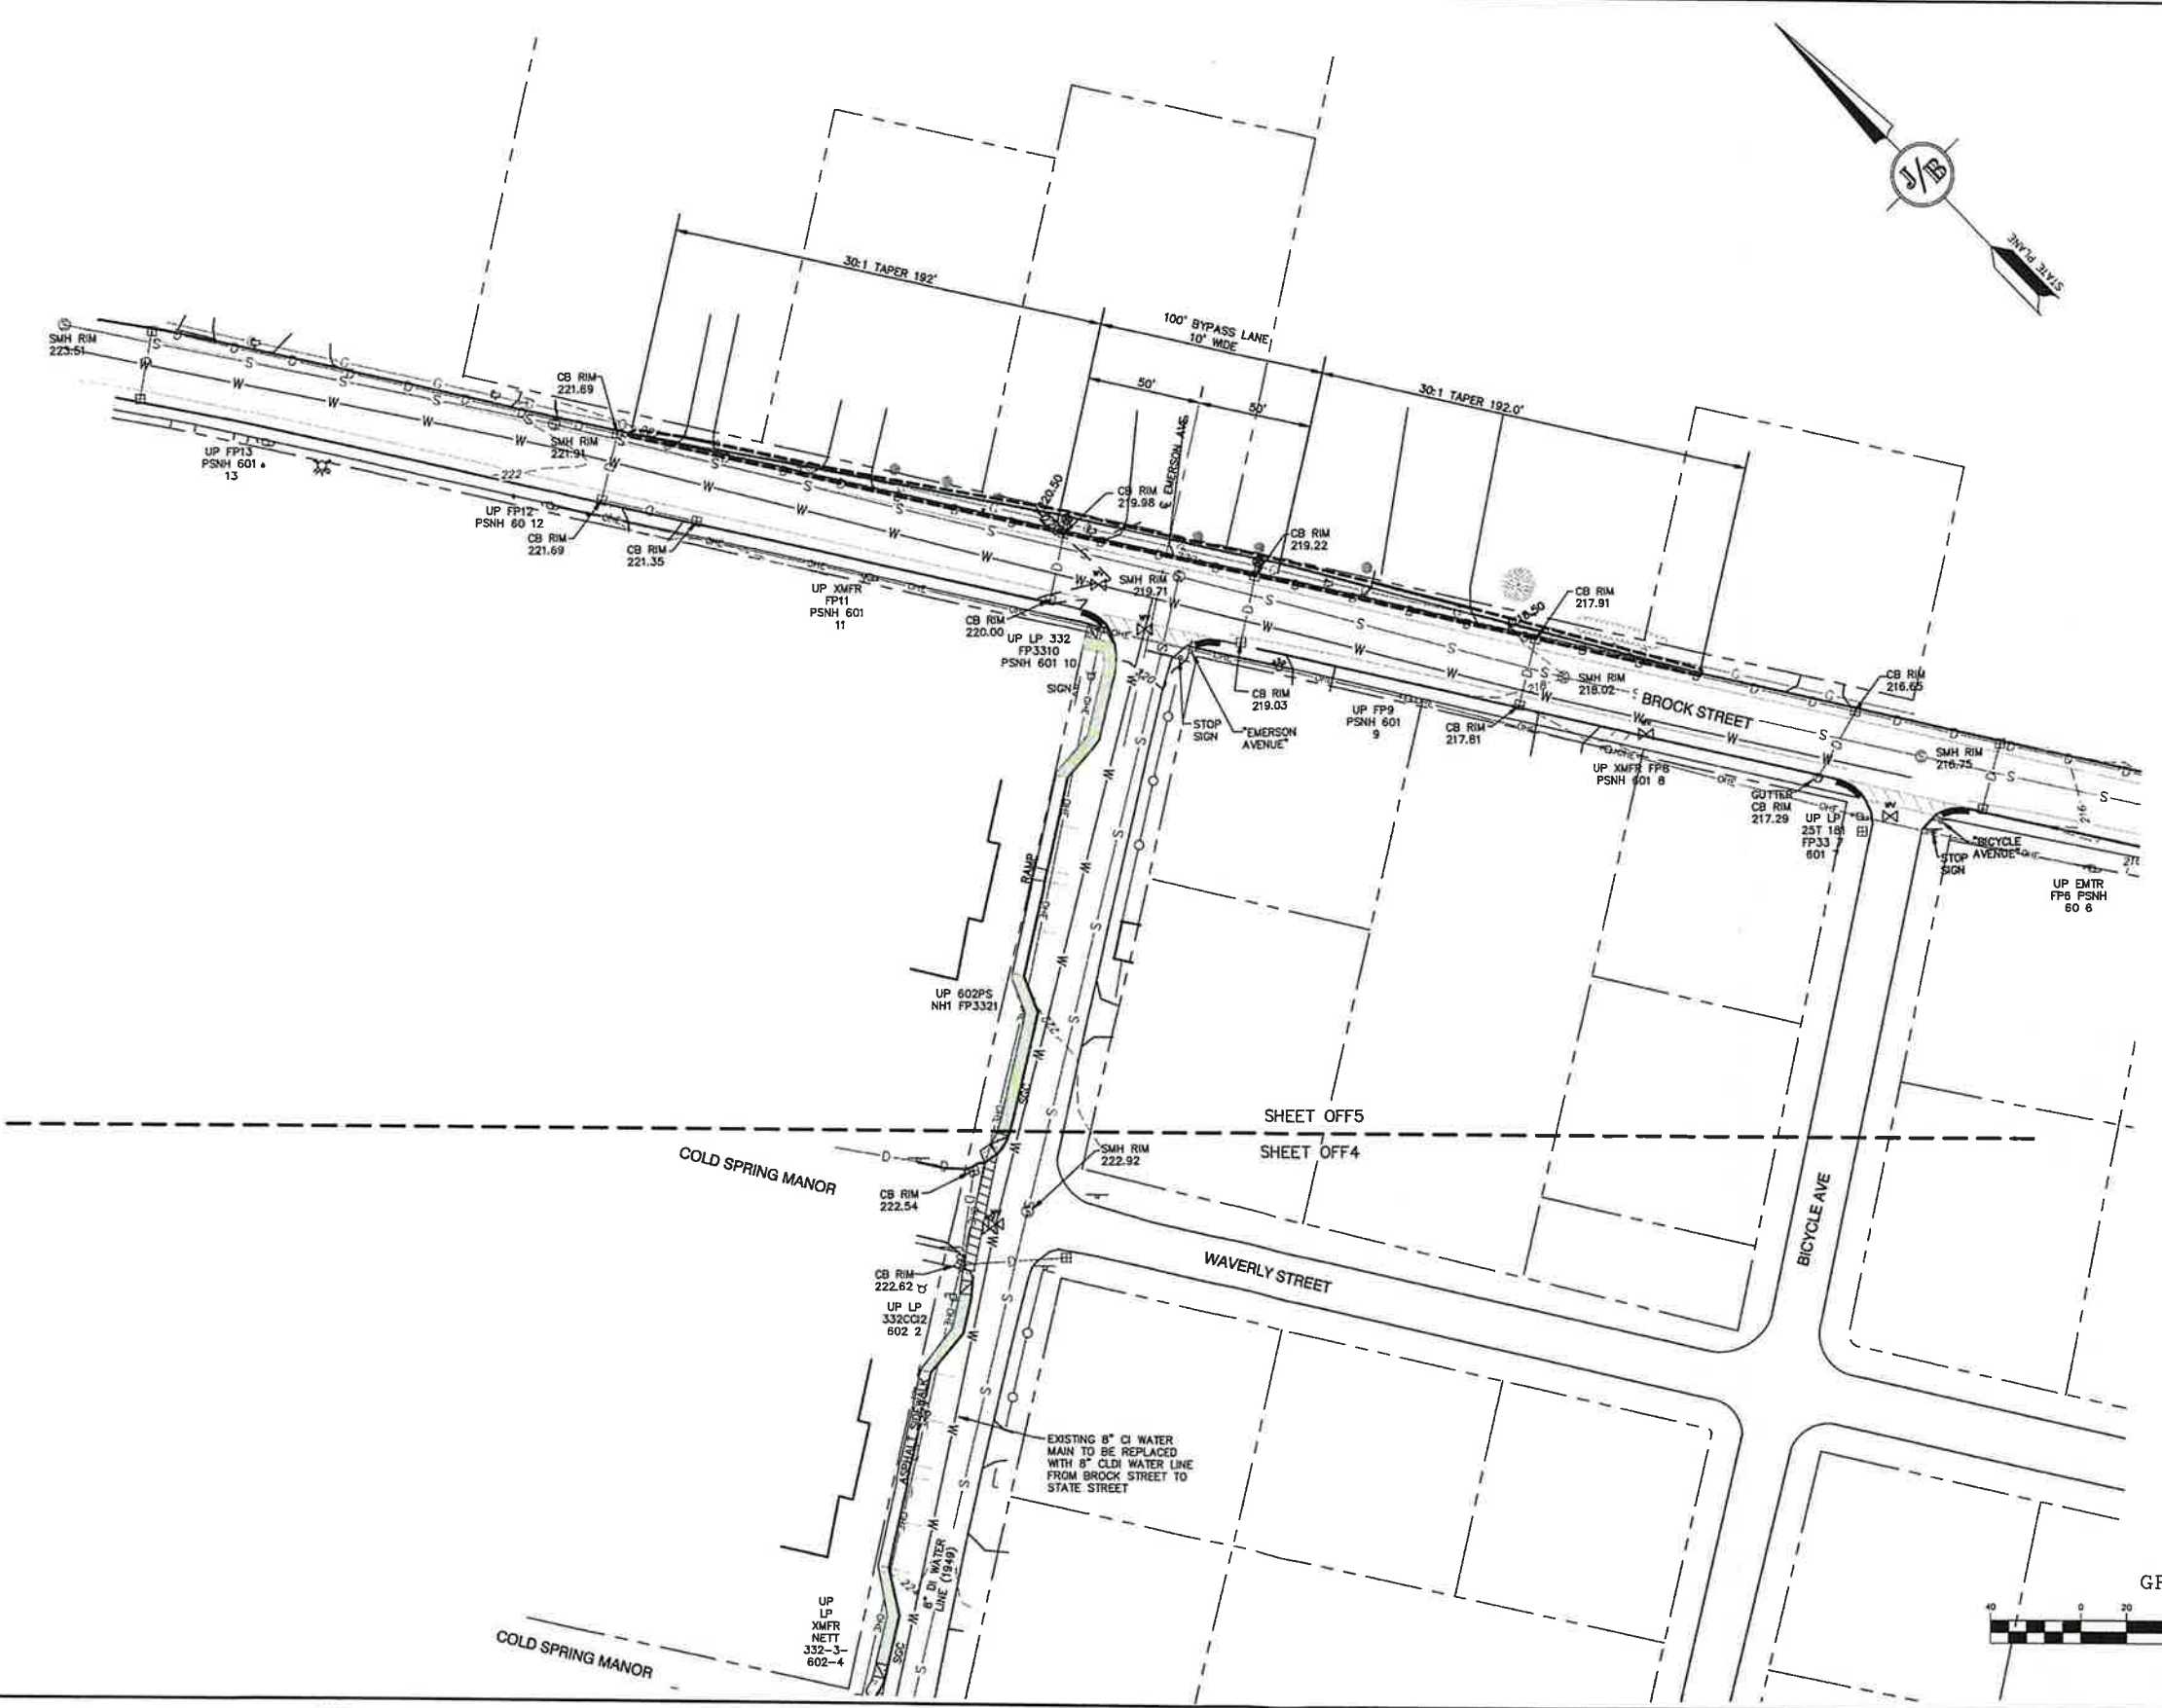 J/B
STATE PLANE
30:1 TAPER 192'
100' BYPASS LANE
10' WIDE
50'
50'
30:1 TAPER 192.0'
SMH RIM
223.51
CB RIM
221.69
SMH RIM
221.91
222
UP FP13
PSNH 601
13
UP FP12
PSNH 60 12
CB RIM
221.69
CB RIM
221.35
UP XMFR
FP11
PSNH 601
11
220.50
CB RIM
219.98
EMERSON AVE
CB RIM
219.22
SMH RIM
219.71
CB RIM
220.00
UP LP 332
FP3310
PSNH 601 10
SIGN
220
STOP
SIGN
"EMERSON
AVENUE"
CB RIM
219.03
UP FP9
PSNH 601
9
CB RIM
217.81
218.50
CB RIM
217.91
SMH RIM
218.02
218
BROCK STREET
CB RIM
216.65
UP XMFR FP8
PSNH 601 8
GUTTER
CB RIM
217.29
UP LP
25T 181
FP33 7
601 7
SMH RIM
216.75
216
STOP
SIGN
"BICYCLE
AVENUE"
UP EMTR
FP6 PSNH
60 6
RAMP
UP 602PS
NH1 FP3321
SGC
SHEET OFF5
SHEET OFF4
COLD SPRING MANOR
SMH RIM
222.92
CB RIM
222.54
CB RIM
222.62
UP LP
332CCI2
602 2
WAVERLY STREET
BICYCLE AVE
ASPHALT SIDEWALK
EXISTING 8" CI WATER
MAIN TO BE REPLACED
WITH 8" CLDI WATER LINE
FROM BROCK STREET TO
STATE STREET
LINE (1949)
UP
LP
XMFR
NETT
332-3-
602-4
SGC
COLD SPRING MANOR
40
0
20